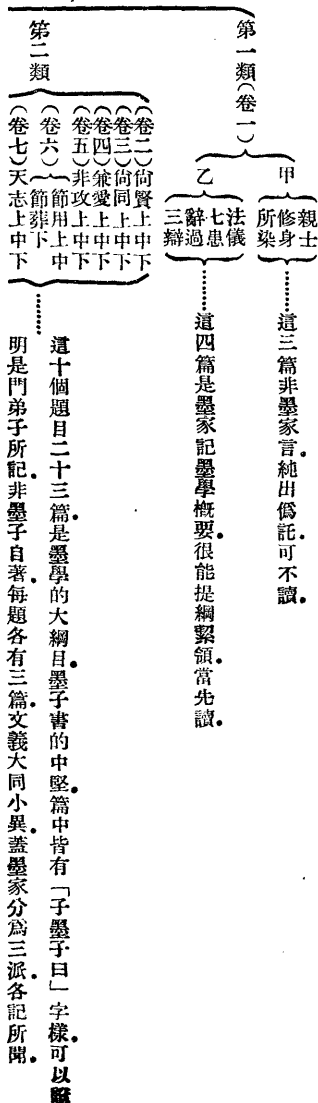 第一類(卷一)
甲
親士
修身
所染
這三篇非墨家言。純出偽託。可不讀。
乙
法儀
七患
辭過
三辯
這四篇是墨家記墨學概要。很能提綱絜領。當先讀。
第二類
(卷二)尚賢上中下
(卷三)尚同上中下
(卷四)兼愛上中下
(卷五)非攻上中下
(卷六)
節用上中
節葬下
(卷七)天志上中下
這十個題目二十三篇。是墨學的大綱目。墨子書的中堅。篇中皆有「子墨子曰」字樣。可以證
明是門弟子所記。非墨子自著。每題各有三篇。文義大同小異。蓋墨家分爲三派。各記所聞。